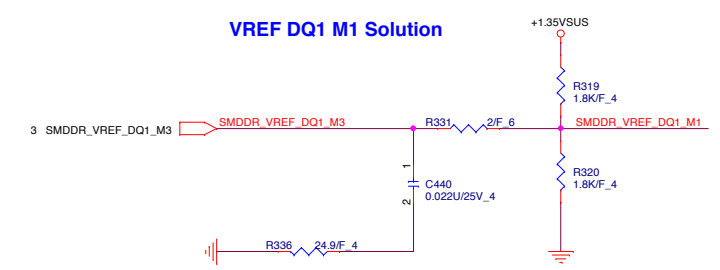 VREF DQ1 M1 Solution
+1.35VSUS
R319
1.8K/F_4
3 SMDDR_VREF_DQ1_M3
SMDDR_VREF_DQ1_M3
R331
2/F_6
SMDDR_VREF_DQ1_M1
1
C440
0.022U/25V_4
2
R320
1.8K/F_4
R336
24.9/F_4